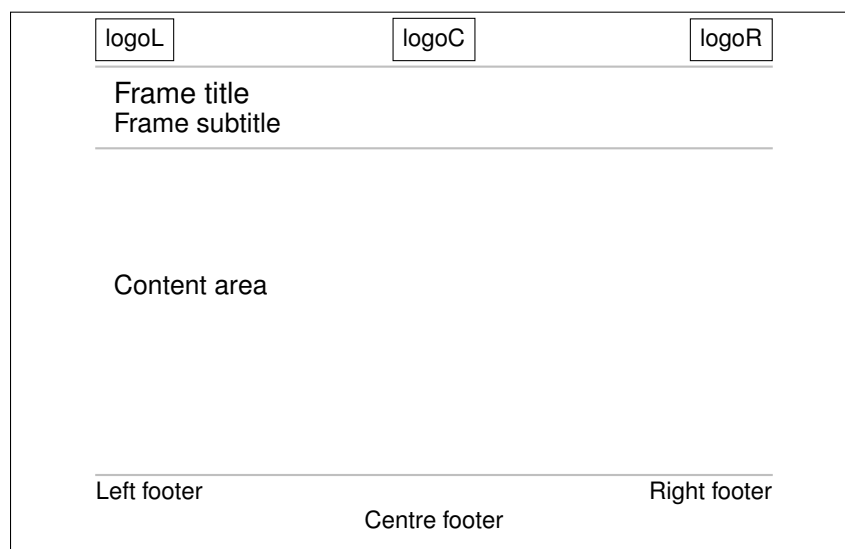 logoL logoC logoR
Frame title
Frame subtitle
Content area
Left footer Right footer
Centre footer